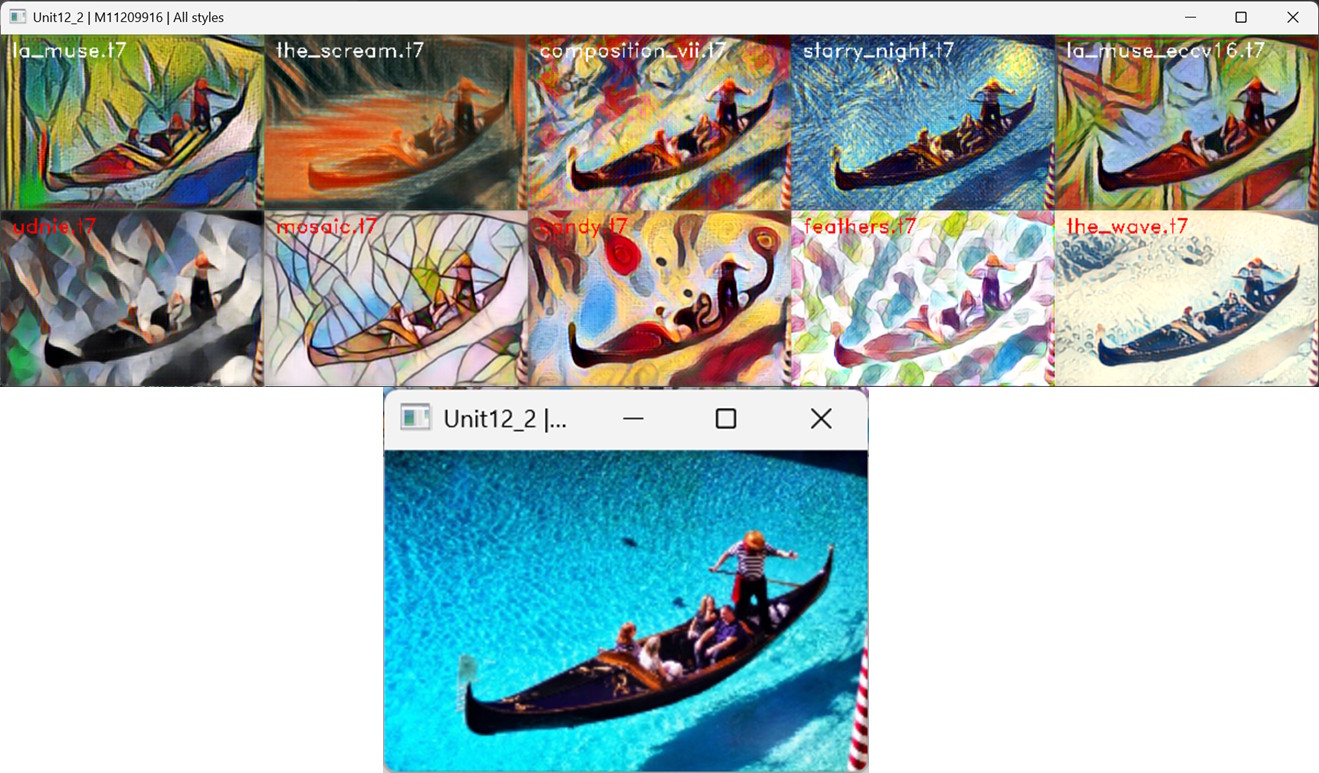 Unit12_2 | M11209916 | All styles
la_muse.t7
the_scream.t7
composition_vii.t7
starry_night.t7
la_muse_eccv16.t7
udnie.t7
mosaic.t7
candy.t7
feathers.t7
the_wave.t7
Unit12_2 |...